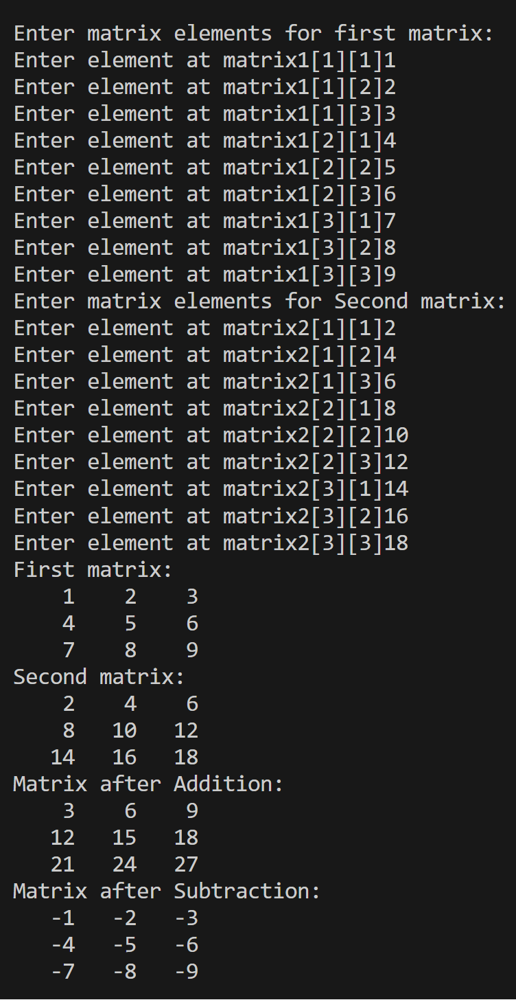 Enter matrix elements for first matrix:
Enter element at matrix1[1][1]1
Enter element at matrix1[1][2]2
Enter element at matrix1[1][3]3
Enter element at matrix1[2][1]4
Enter element at matrix1[2][2]5
Enter element at matrix1[2][3]6
Enter element at matrix1[3][1]7
Enter element at matrix1[3][2]8
Enter element at matrix1[3][3]9
Enter matrix elements for Second matrix:
Enter element at matrix2[1][1]2
Enter element at matrix2[1][2]4
Enter element at matrix2[1][3]6
Enter element at matrix2[2][1]8
Enter element at matrix2[2][2]10
Enter element at matrix2[2][3]12
Enter element at matrix2[3][1]14
Enter element at matrix2[3][2]16
Enter element at matrix2[3][3]18
First matrix:
    1    2    3
    4    5    6
    7    8    9
Second matrix:
    2    4    6
    8   10   12
   14   16   18
Matrix after Addition:
    3    6    9
   12   15   18
   21   24   27
Matrix after Subtraction:
   -1   -2   -3
   -4   -5   -6
   -7   -8   -9